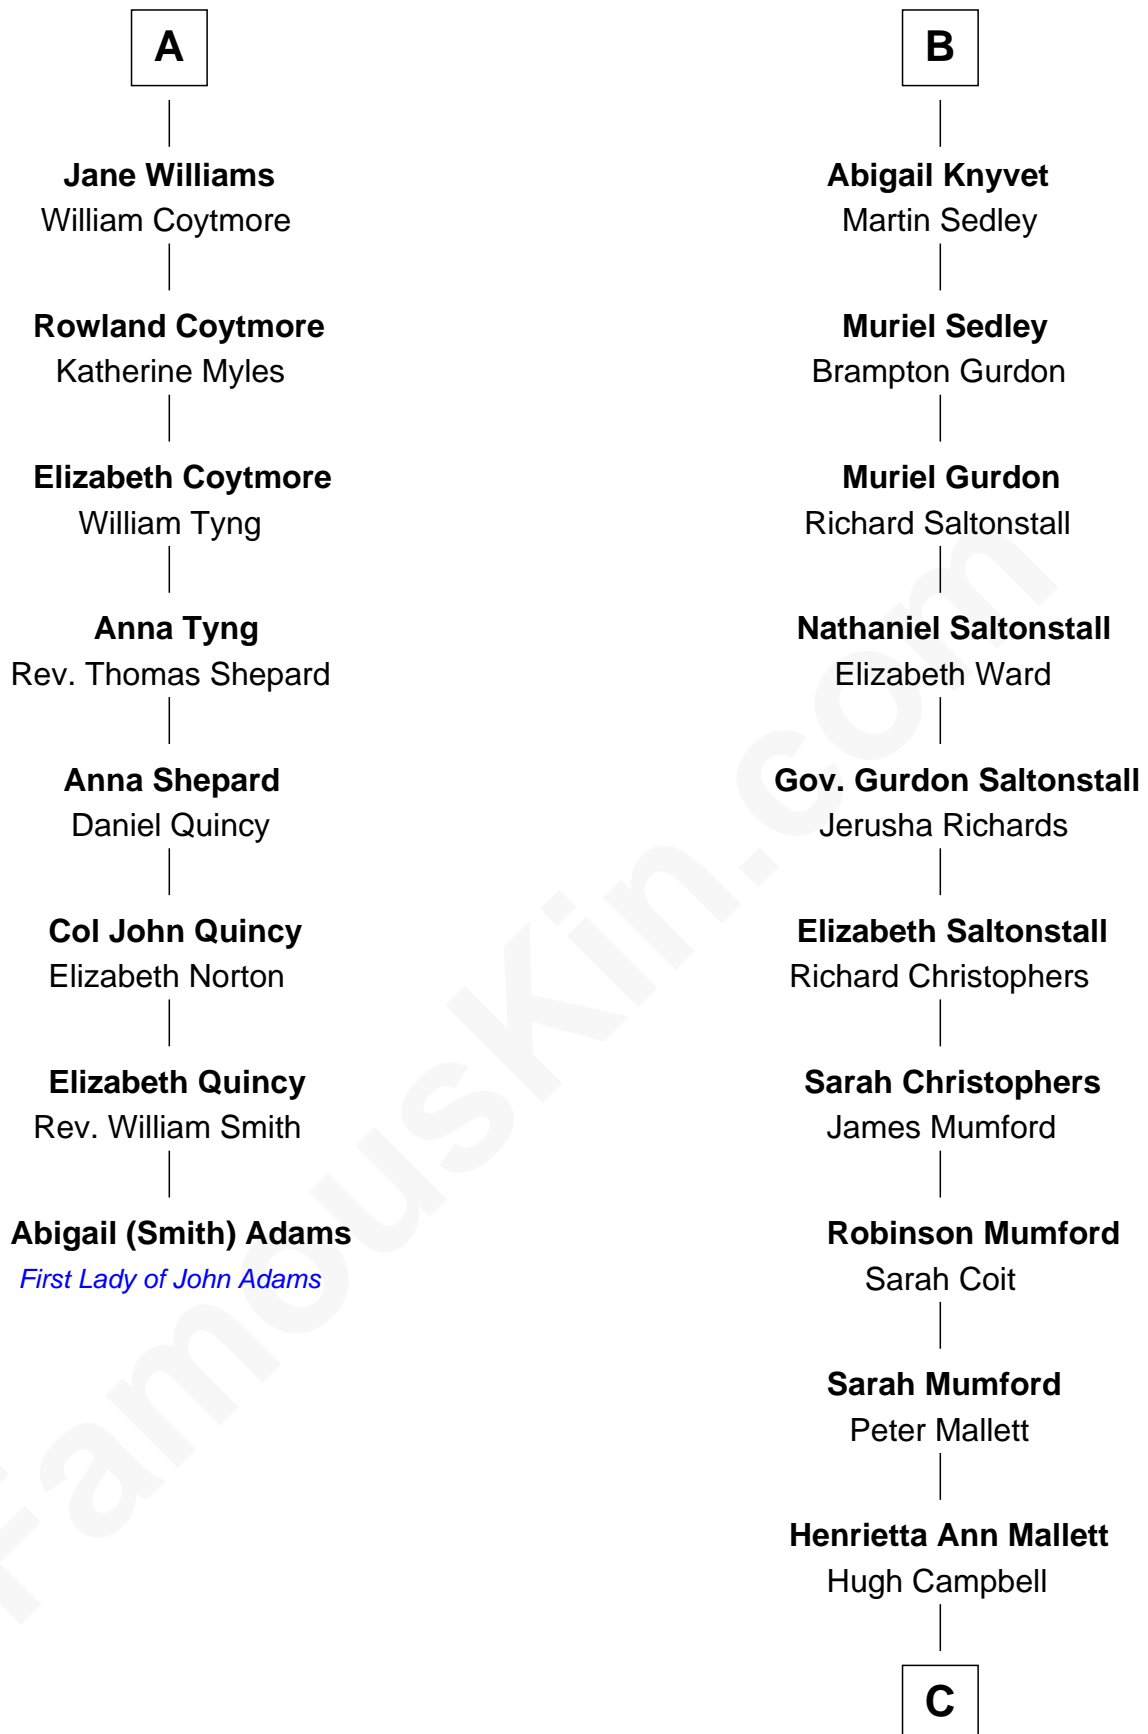 A
Jane Williams
William Coytmore
Rowland Coytmore
Katherine Myles
Elizabeth Coytmore
William Tyng
Anna Tyng
Rev. Thomas Shepard
Anna Shepard
Daniel Quincy
Col John Quincy
Elizabeth Norton
Elizabeth Quincy
Rev. William Smith
Abigail (Smith) Adams
First Lady of John Adams
B
Abigail Knyvet
Martin Sedley
Muriel Sedley
Brampton Gurdon
Muriel Gurdon
Richard Saltonstall
Nathaniel Saltonstall
Elizabeth Ward
Gov. Gurdon Saltonstall
Jerusha Richards
Elizabeth Saltonstall
Richard Christophers
Sarah Christophers
James Mumford
Robinson Mumford
Sarah Coit
Sarah Mumford
Peter Mallett
Henrietta Ann Mallett
Hugh Campbell
C
FamousKin.com